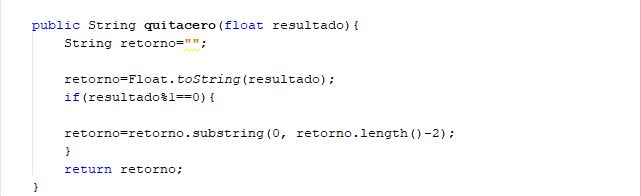 public String quitacero(float resultado){
String retorno="";
retorno=Float.toString(resultado);
if(resultado%1==0){
retorno=retorno.substring(0, retorno.length()-2);
}
return retorno;
}